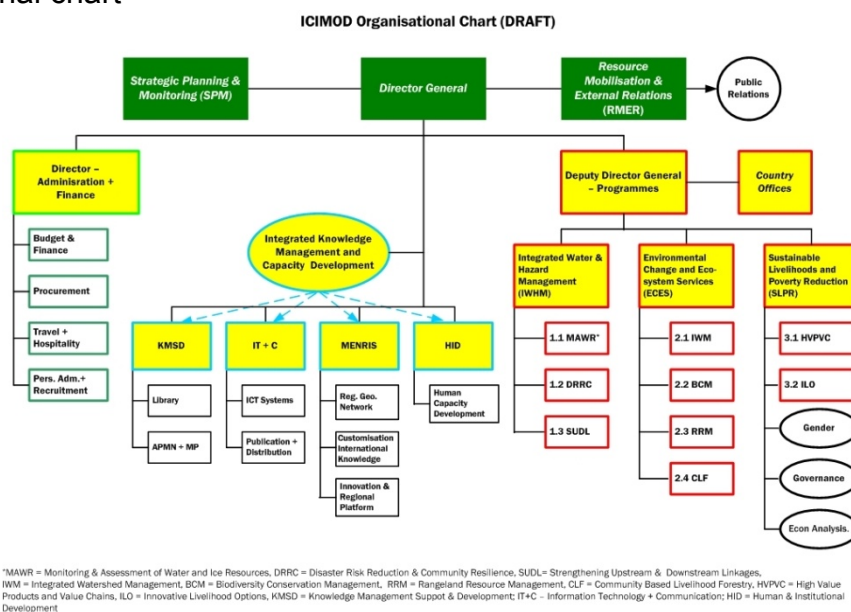 nal chart
ICIMOD Organisational Chart (DRAFT)
Strategic Planning &
Monitoring (SPM)
Director General
Resource
Mobilisation &
External Relations
(RMER)
Public
Relations
Director –
Adminisration +
Finance
Deputy Director General
– Programmes
Country
Offices
Budget &
Finance
Procurement
Travel +
Hospitality
Pers. Adm.+
Recruitment
Integrated Knowledge
Management and
Capacity Development
KMSD
IT + C
MENRIS
HID
Library
APMN + MP
ICT Systems
Publication +
Distribution
Reg. Geo.
Network
Customisation
International
Knowledge
Innovation &
Regional
Platform
Human
Capacity
Development
Integrated Water &
Hazard
Management
(IWHM)
1.1 MAWR*
1.2 DRRC
1.3 SUDL
Environmental
Change and Eco-
system Services
(ECES)
2.1 IWM
2.2 BCM
2.3 RRM
2.4 CLF
Sustainable
Livelihoods and
Poverty Reduction
(SLPR)
3.1 HVPVC
3.2 ILO
Gender
Governance
Econ Analysis.
*MAWR = Monitoring & Assessment of Water and Ice Resources, DRRC = Disaster Risk Reduction & Community Resilience, SUDL= Strengthening Upstream & Downstream Linkages,
IWM = Integrated Watershed Management, BCM = Biodiversity Conservation Management, RRM = Rangeland Resource Management, CLF = Community Based Livelihood Forestry, HVPVC = High Value
Products and Value Chains, ILO = Innovative Livelihood Options, KMSD = Knowledge Management Suppot & Development; IT+C – Information Technology + Communication; HID = Human & Institutional
Development